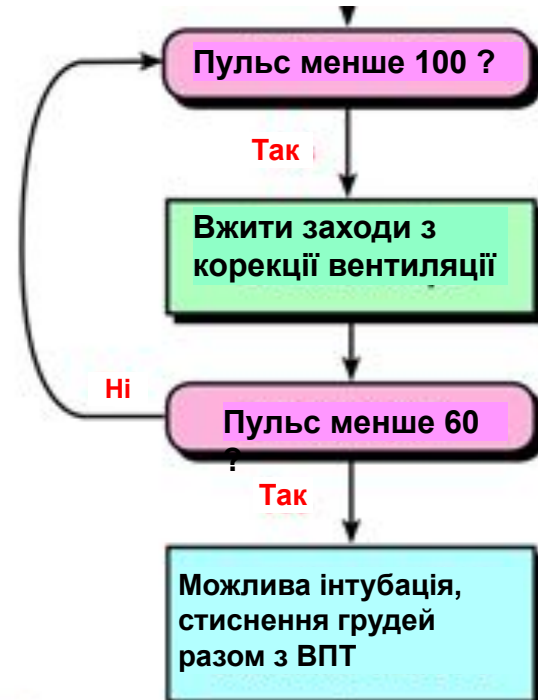 Пульс менше 100 ?
Так
Вжити заходи з
корекції вентиляції
Ні
Пульс менше 60
?
Так
Можлива інтубація,
стиснення грудей
разом з ВПТ